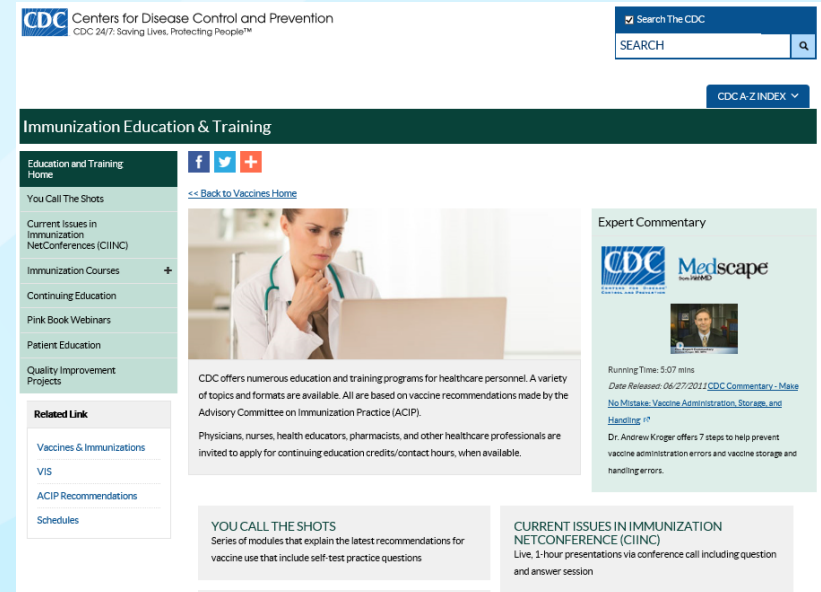 CDC Centers for Disease Control and Prevention
CDC 24/7: Saving Lives, Protecting People™
Search The CDC
SEARCH
CDC A-Z INDEX
Immunization Education & Training
Education and Training
Home
You Call The Shots
Current Issues in
Immunization
NetConferences (CIINC)
Immunization Courses +
Continuing Education
Pink Book Webinars
Patient Education
Quality Improvement
Projects
Related Link
Vaccines & Immunizations
VIS
ACIP Recommendations
Schedules
<< Back to Vaccines Home
CDC offers numerous education and training programs for healthcare personnel. A variety
of topics and formats are available. All are based on vaccine recommendations made by the
Advisory Committee on Immunization Practice (ACIP).
Physicians, nurses, health educators, pharmacists, and other healthcare professionals are
invited to apply for continuing education credits/contact hours, when available.
Expert Commentary
CDC
CENTERS FOR DISEASE
CONTROL AND PREVENTION
Medscape
from WebMD
Running Time: 5:07 mins
Date Released: 06/27/2011 CDC Commentary - Make
No Mistake: Vaccine Administration, Storage, and
Handling
Dr. Andrew Kroger offers 7 steps to help prevent
vaccine administration errors and vaccine storage and
handling errors.
YOU CALL THE SHOTS
Series of modules that explain the latest recommendations for
vaccine use that include self-test practice questions
CURRENT ISSUES IN IMMUNIZATION
NETCONFERENCE (CIINC)
Live, 1-hour presentations via conference call including question
and answer session